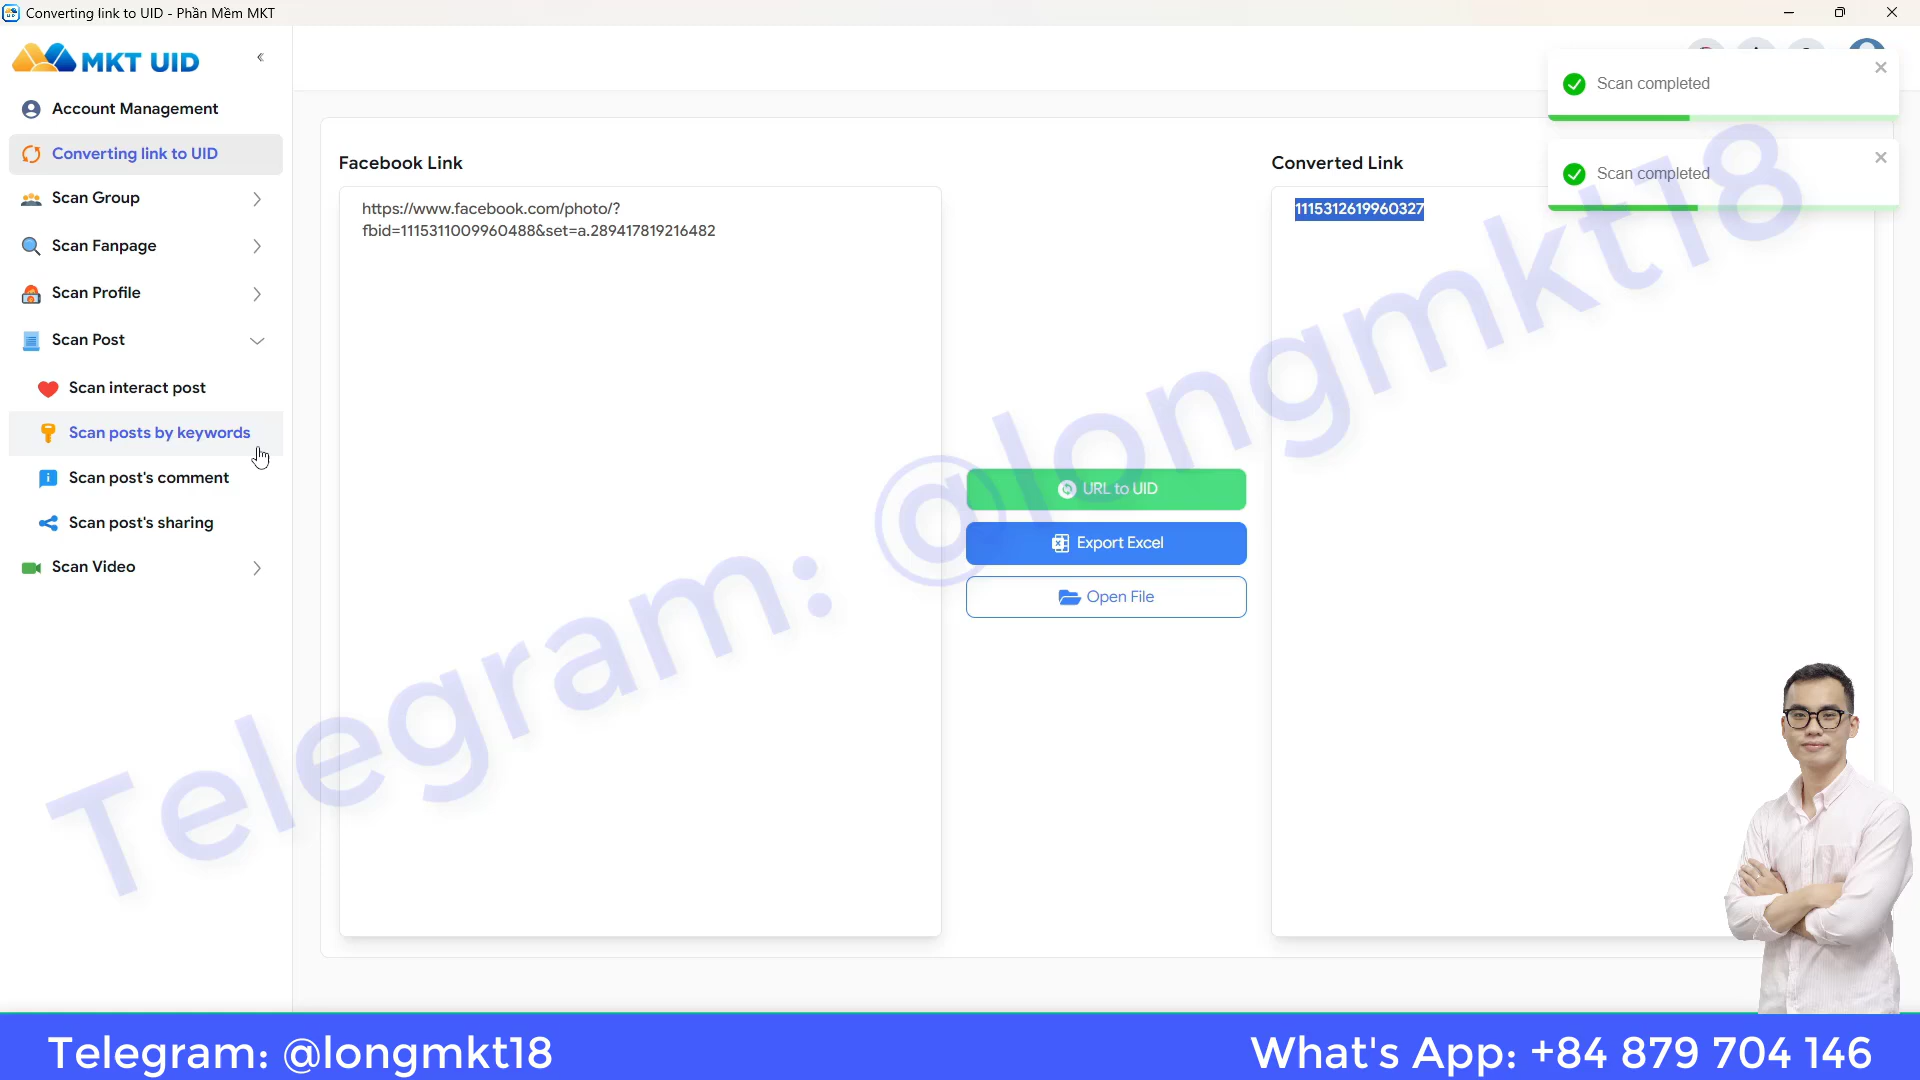 Converting link to UID - Phần Mềm MKT
MKT UID
Account Management
Converting link to UID
Scan Group
Scan Fanpage
Scan Profile
Scan Post
Scan interact post
Scan posts by keywords
Scan post's comment
Scan post's sharing
Scan Video
Facebook Link
https://www.facebook.com/photo/?
fbid=1115311009960488&set=a.289417819216482
URL to UID
Export Excel
Open File
Converted Link
1115312619960327
Scan completed
Scan completed
Telegram: @longmkt18
Telegram: @longmkt18
What's App: +84 879 704 146